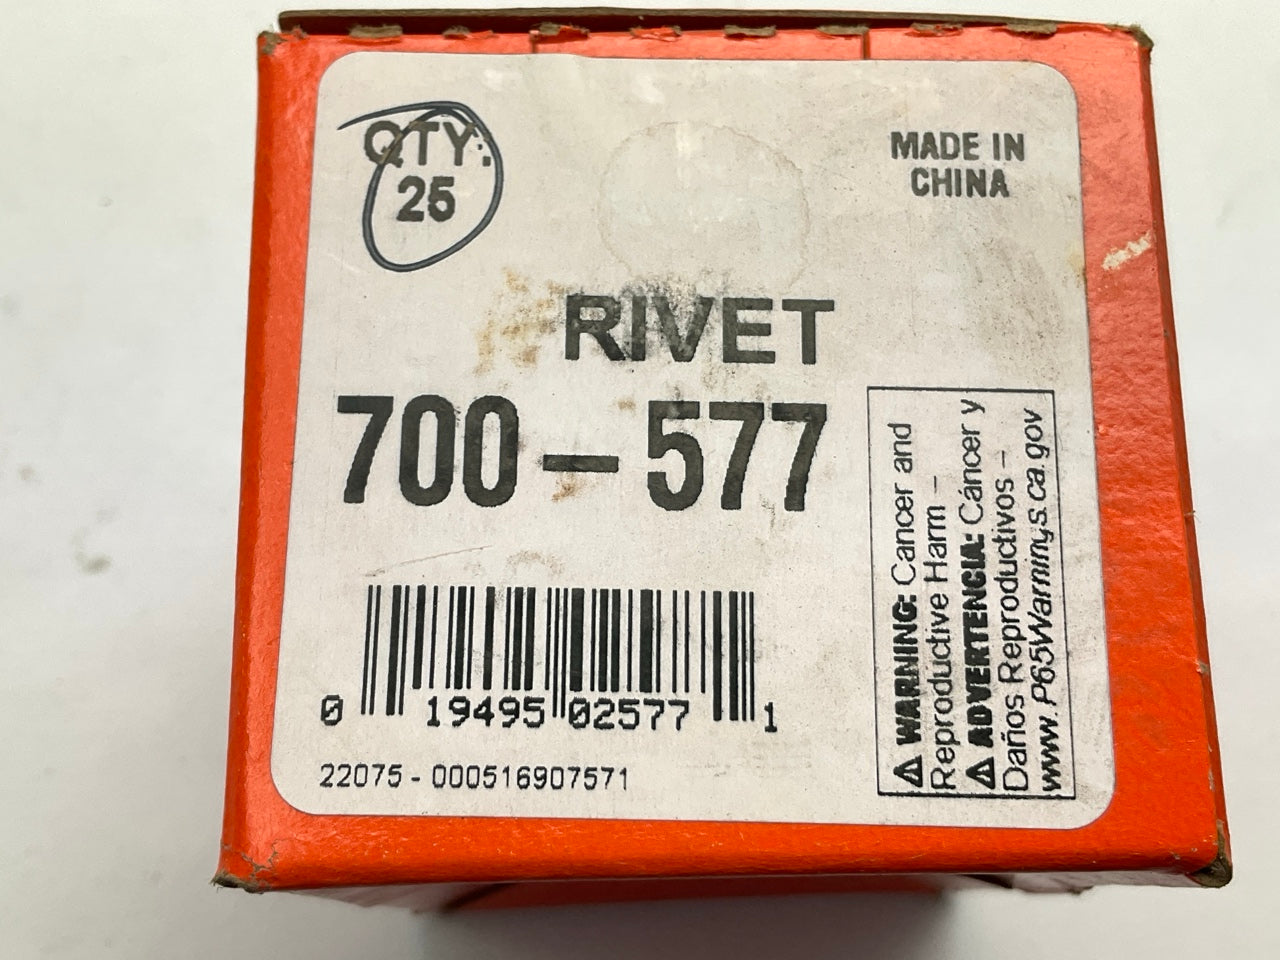 QTY:
25
MADE IN
CHINA
RIVET
700-577
0 19495 02577 1
22075-000516907571
⚠ WARNING: Cancer and
Reproductive Harm –
⚠ ADVERTENCIA: Cáncer y
Daños Reproductivos –
www.P65Warnings.ca.gov